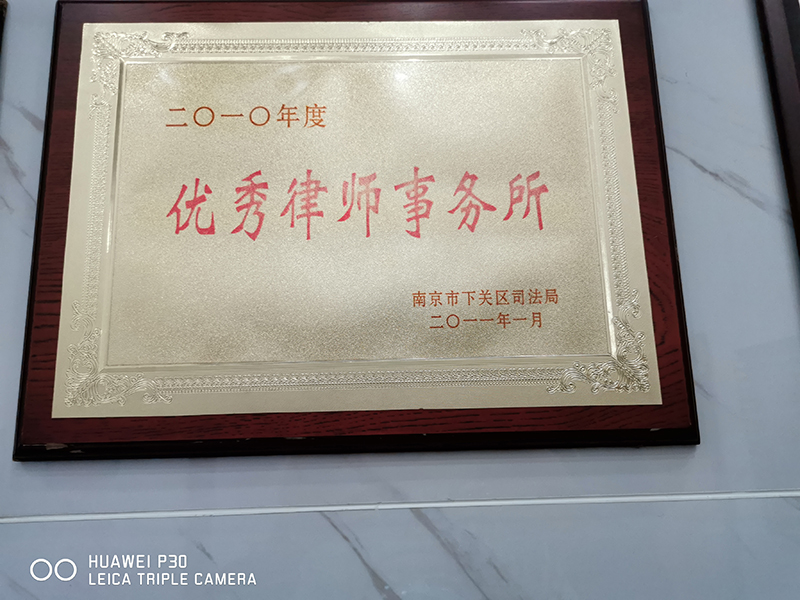 二〇一〇年度
优秀律师事务所
南京市下关区司法局
二〇一一年一月
HUAWEI P30
LEICA TRIPLE CAMERA